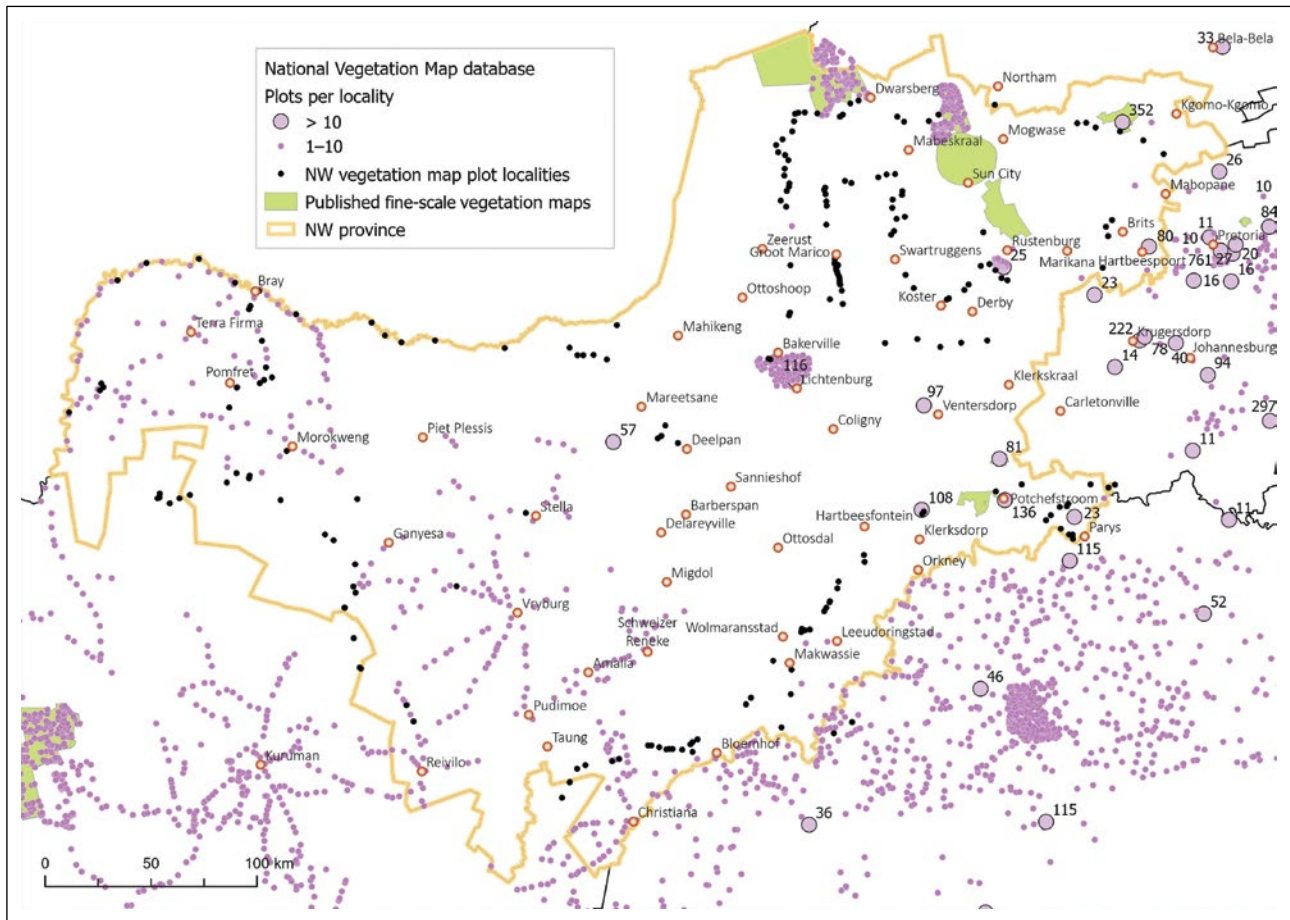 National Vegetation Map database
Plots per locality
> 10
1–10
NW vegetation map plot localities
Published fine-scale vegetation maps
NW province
33 Bela-Bela
Northam
Dwarsberg
Kgomo-Kgomo
352
Mogwase
Mabeskraal
26
Sun City
Mabopane
10
84
Brits
11
Zeerust
Rustenburg
80
10
Pretoria
Groot Marico
Swartruggens
Marikana
Hartbeespoort
20
25
761
27
Bray
16
16
Ottoshoop
23
Koster
Derby
Terra Firma
Mahikeng
222
Krugersdorp
Bakerville
78
Johannesburg
40
116
14
94
Pomfret
Lichtenburg
Klerkskraal
Mareetsane
97
Ventersdorp
Carletonville
297
Coligny
Piet Plessis
57
Morokweng
Deelpan
81
11
Sannieshof
Potchefstroom
108
Stella
Barberspan
136
Hartbeesfontein
23
11
Delareyville
Ganyesa
Klerksdorp
Parys
Ottosdal
115
Orkney
Migdol
Vryburg
52
Schweizer
Reneke
Wolmaransstad
Leeudoringstad
Makwassie
Amalia
46
Pudimoe
Taung
Bloemhof
Kuruman
Reivilo
Christiana
36
115
0 50 100 km